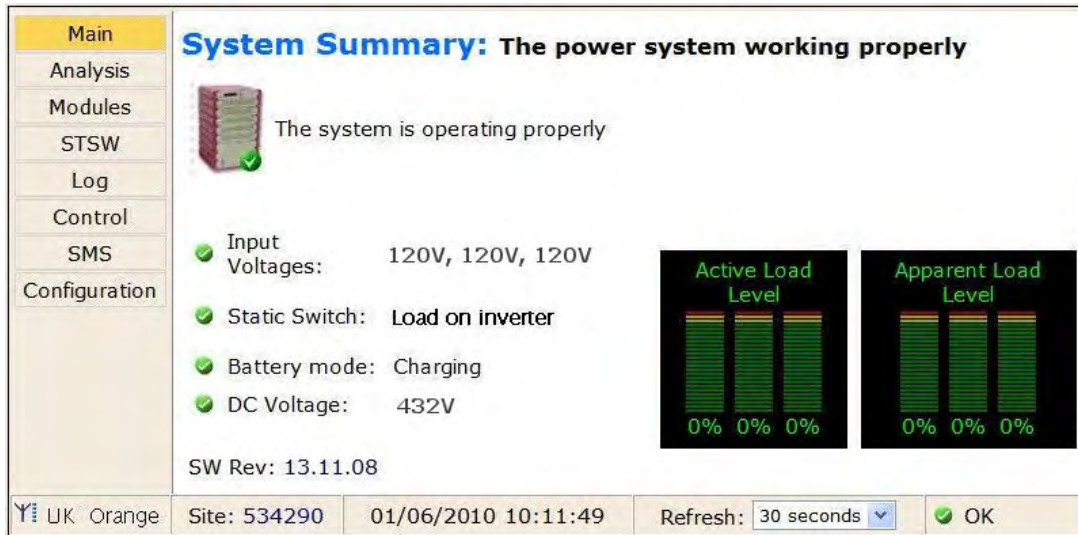 Main
Analysis
Modules
STSW
Log
Control
SMS
Configuration
System Summary: The power system working properly
The system is operating properly
Input
Voltages: 120V, 120V, 120V
Static Switch: Load on inverter
Battery mode: Charging
DC Voltage: 432V
SW Rev: 13.11.08
Active Load
Level
0% 0% 0%
Apparent Load
Level
0% 0% 0%
UK Orange
Site: 534290
01/06/2010 10:11:49
Refresh: 30 seconds
OK